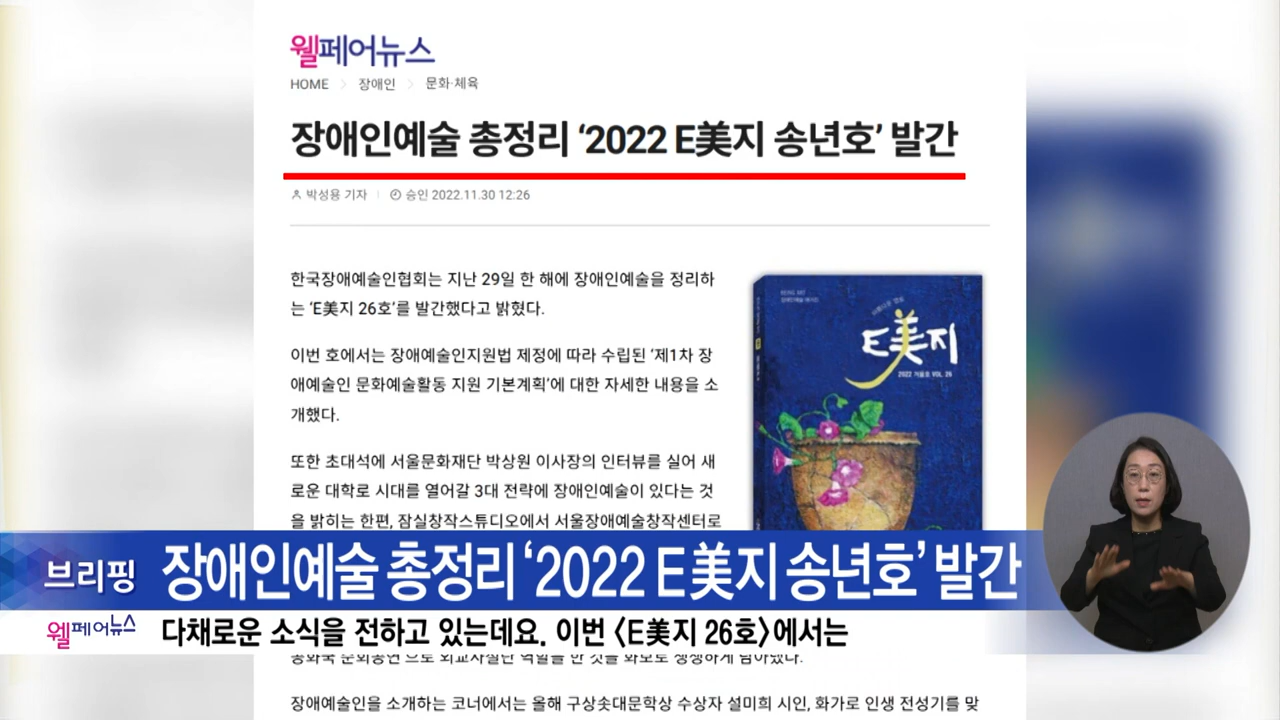 웰페어뉴스
HOME > 장애인 > 문화·체육
장애인예술 총정리 ‘2022 E美지 송년호’ 발간
박성용 기자 승인 2022.11.30 12:26
한국장애예술인협회는 지난 29일 한 해에 장애인예술을 정리하
는 ‘E美지 26호’를 발간했다고 밝혔다.
이번 호에서는 장애예술인지원법 제정에 따라 수립된 ‘제1차 장
애예술인 문화예술활동 지원 기본계획’에 대한 자세한 내용을 소
개했다.
또한 초대석에 서울문화재단 박상원 이사장의 인터뷰를 실어 새
로운 대학로 시대를 열어갈 3대 전략에 장애인예술이 있다는 것
을 밝히는 한편, 잠실창작스튜디오에서 서울장애예술창작센터로
E美지
2022 겨울호 VOL. 26
브리핑
장애인예술 총정리 ‘2022 E美지 송년호’ 발간
웰페어뉴스
다채로운 소식을 전하고 있는데요. 이번 〈E美지 26호〉에서는
장애예술인을 소개하는 코너에서는 올해 구상솟대문학상 수상자 설미희 시인, 화가로 인생 전성기를 맞